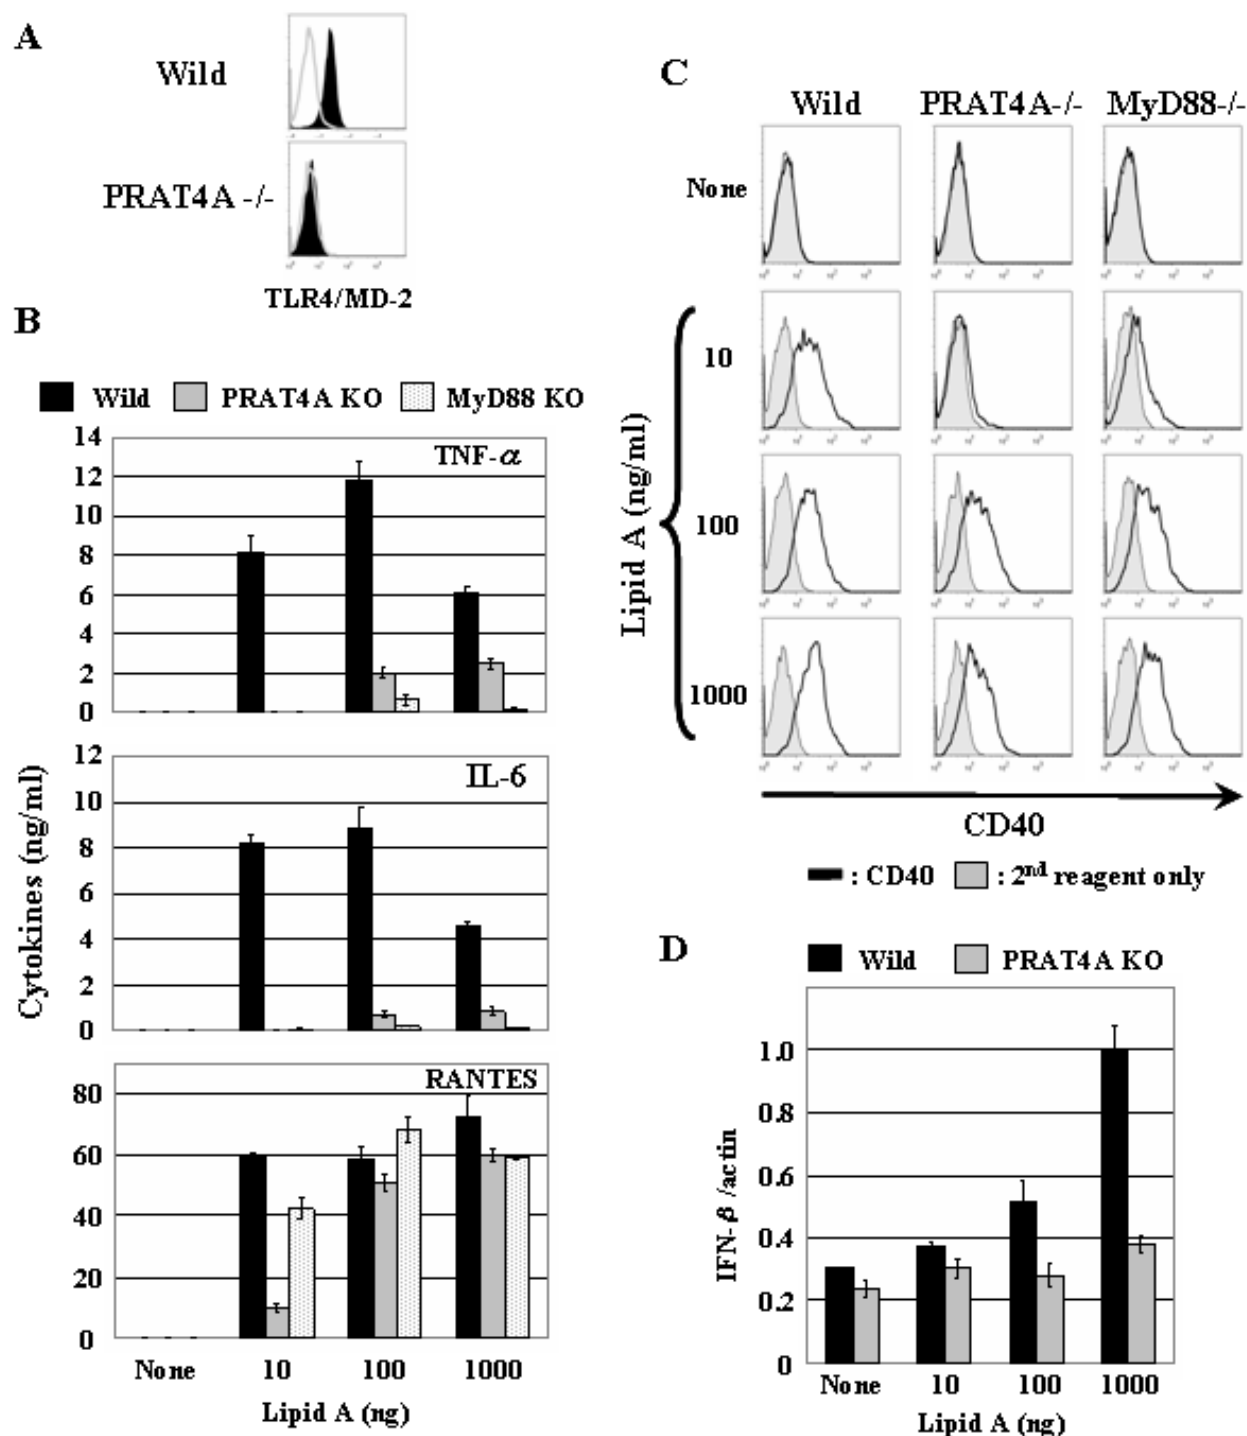 A
Wild
PRAT4A -/-
TLR4/MD-2
B
Wild PRAT4A KO MyD88 KO
Cytokines (ng/ml)
TNF-α
14
12
10
8
6
4
2
0
IL-6
12
10
8
6
4
2
0
RANTES
80
60
40
20
0
None 10 100 1000
Lipid A (ng)
C
Wild PRAT4A-/- MyD88-/-
None
Lipid A (ng/ml)
10
100
1000
CD40
: CD40 : 2nd reagent only
D
Wild PRAT4A KO
IFN-β/actin
1.0
0.8
0.6
0.4
0.2
0
None 10 100 1000
Lipid A (ng)